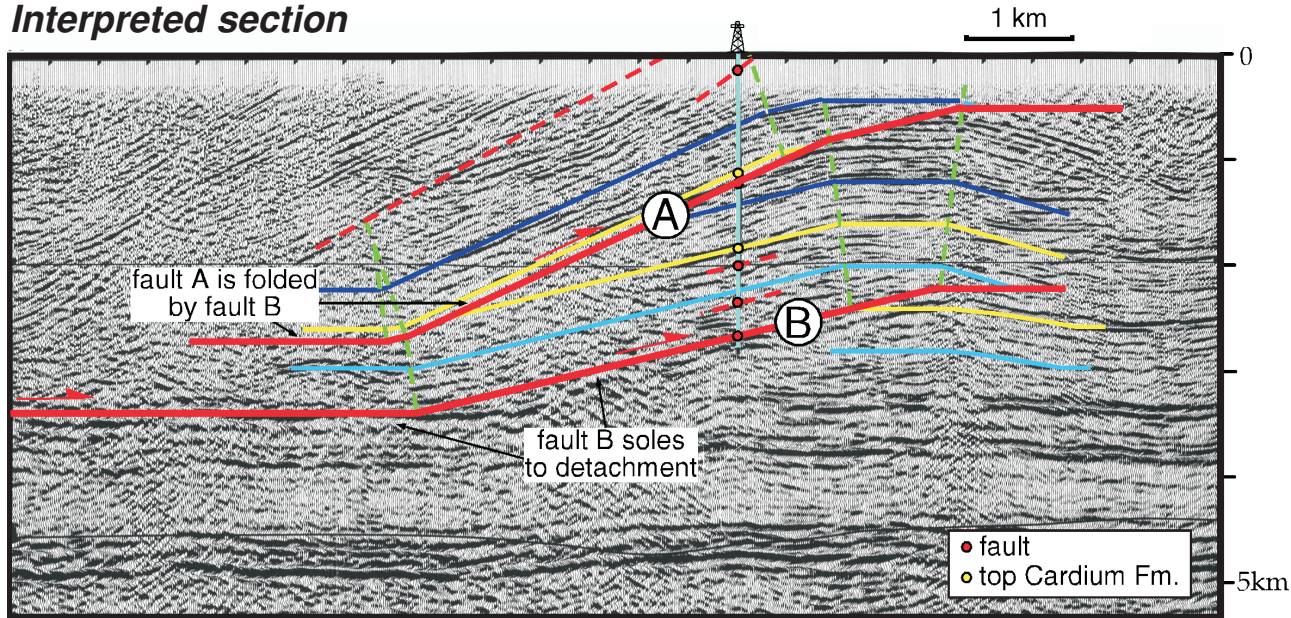 Interpreted section
1 km
0
A
fault A is folded
by fault B
B
fault B soles
to detachment
fault
top Cardium Fm.
5km